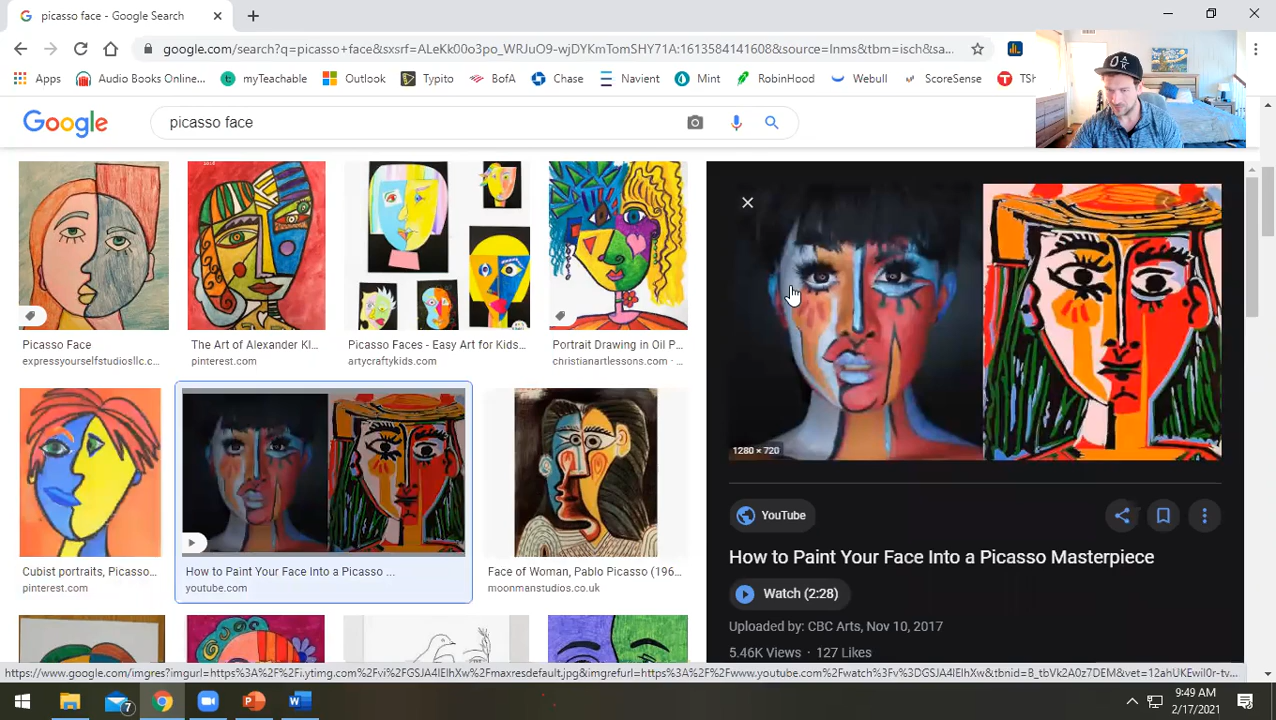 picasso face - Google Search
google.com/search?q=picasso+face&sxsrf=ALeKk00o3po_WRJuO9-wjDYKmTomSHY71A:1613584141608&source=lnms&tbm=isch&sa...
Apps Audio Books Online... myTeachable Outlook Typito BofA Chase Navient Mint RobinHood Webull ScoreSense TSh
Google picasso face
Picasso Face
expressyourselfstudiosllc.c...
The Art of Alexander Kl...
pinterest.com
Picasso Faces - Easy Art for Kids...
artycraftykids.com
Portrait Drawing in Oil P...
christianartlessons.com
Cubist portraits, Picasso...
pinterest.com
How to Paint Your Face Into a Picasso ...
youtube.com
Face of Woman, Pablo Picasso (196...
moonmanstudios.co.uk
1280 × 720
YouTube
How to Paint Your Face Into a Picasso Masterpiece
Watch (2:28)
Uploaded by: CBC Arts, Nov 10, 2017
5.46K Views · 127 Likes
7
9:49 AM
2/17/2021